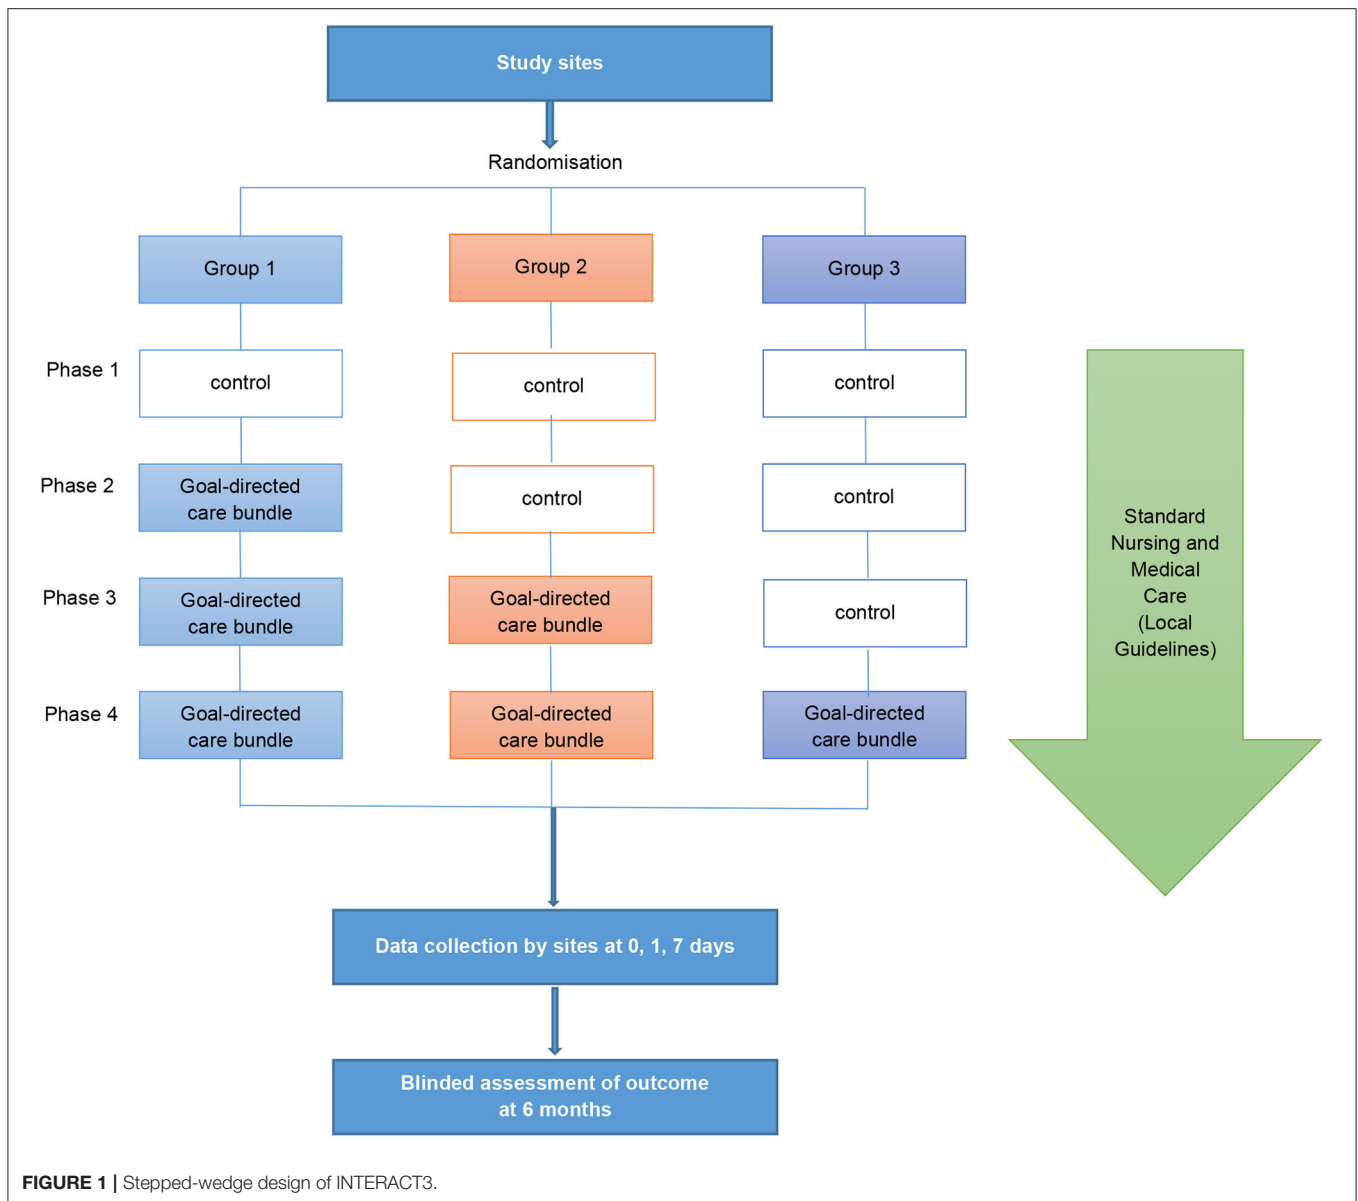 Study sites
Randomisation
Group 1
Group 2
Group 3
Phase 1
control
control
control
Phase 2
Goal-directed
care bundle
control
control
Phase 3
Goal-directed
care bundle
Goal-directed
care bundle
control
Phase 4
Goal-directed
care bundle
Goal-directed
care bundle
Goal-directed
care bundle
Standard
Nursing and
Medical
Care
(Local
Guidelines)
Data collection by sites at 0, 1, 7 days
Blinded assessment of outcome
at 6 months
FIGURE 1 | Stepped-wedge design of INTERACT3.